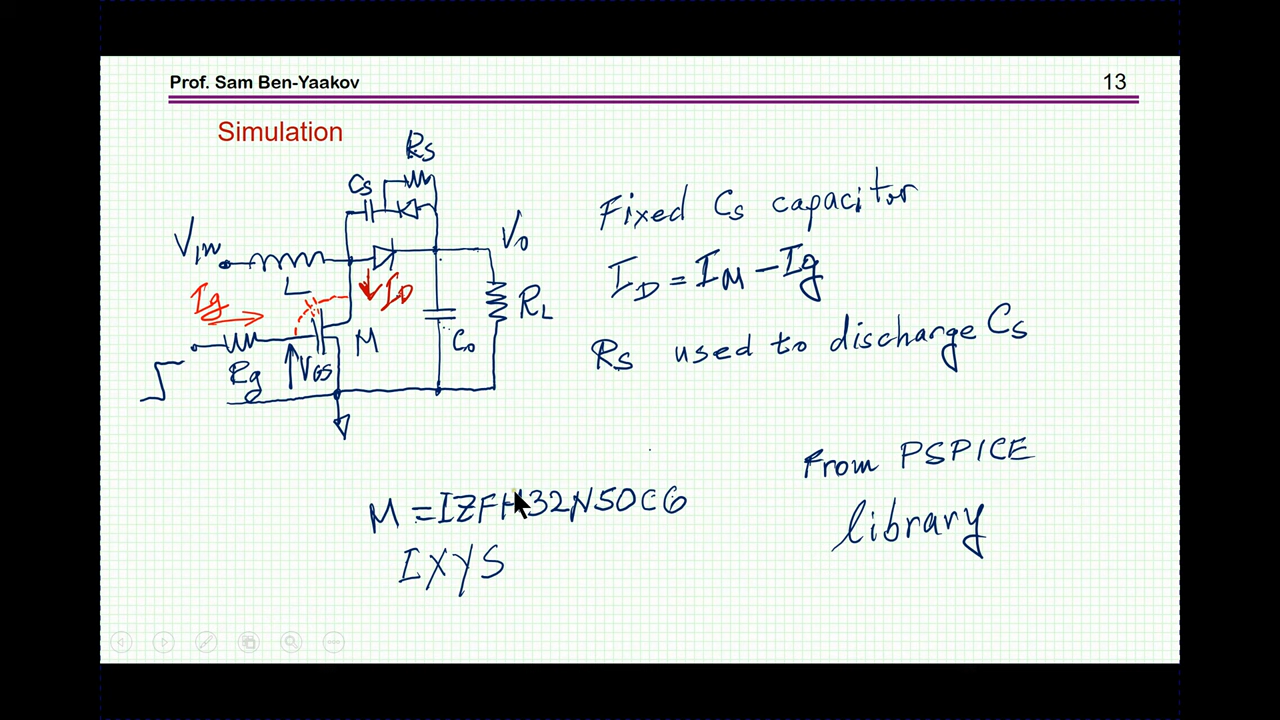 Prof. Sam Ben-Yaakov
13
Simulation
Rs
Cs
VIN
Vo
L
ID
Ig
RL
M
Co
Rg
VGS
Fixed Cs capacitor
ID = IM - Ig
Rs used to discharge Cs
From PSPICE
library
M = IZFH32N50CO
IXYS